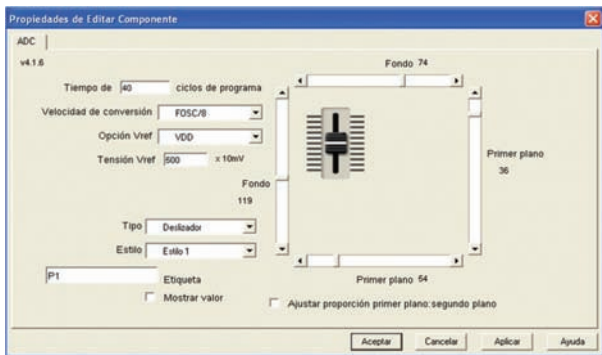 Propiedades de Editar Componente
ADC
v4.1.6
Tiempo de 40 ciclos de programa
Velocidad de conversión FOSC/8
Opción Vref VDD
Tensión Vref 500 x 10mV
Fondo 74
Fondo
119
Primer plano
36
Tipo Deslizador
Estilo Estilo 1
P1 Etiqueta
Mostrar valor
Primer plano 54
Ajustar proporción primer plano:segundo plano
Aceptar Cancelar Aplicar Ayuda